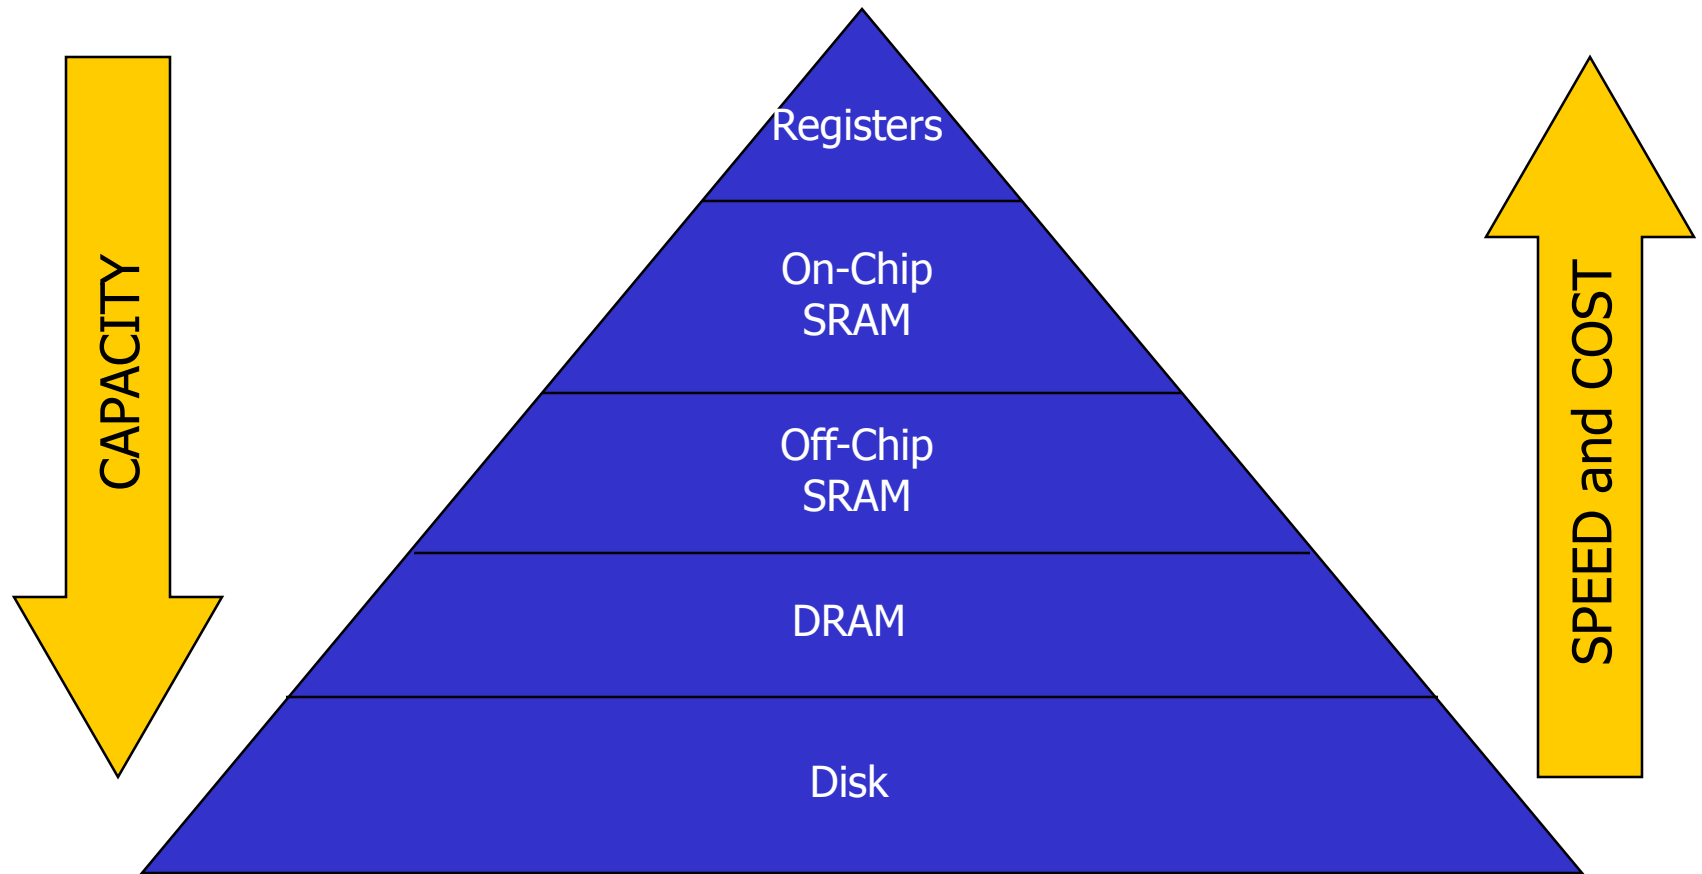 CAPACITY
Registers
On-Chip
SRAM
Off-Chip
SRAM
DRAM
Disk
SPEED and COST